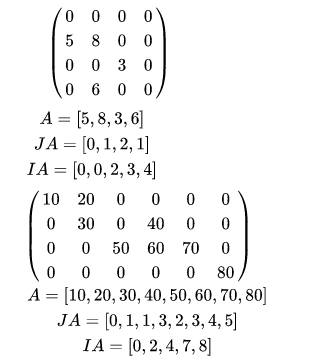 0 0 0 0
5 8 0 0
0 0 3 0
0 6 0 0
A = [5, 8, 3, 6]
JA = [0, 1, 2, 1]
IA = [0, 0, 2, 3, 4]
10 20 0 0 0 0
0 30 0 40 0 0
0 0 50 60 70 0
0 0 0 0 0 80
A = [10, 20, 30, 40, 50, 60, 70, 80]
JA = [0, 1, 1, 3, 2, 3, 4, 5]
IA = [0, 2, 4, 7, 8]